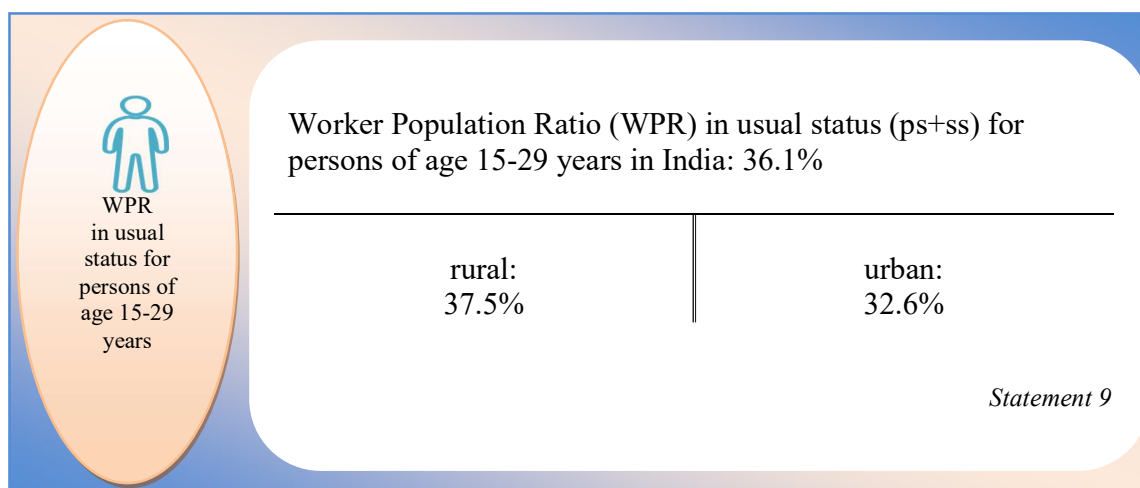 WPR
in usual
status for
persons of
age 15-29
years
Worker Population Ratio (WPR) in usual status (ps+ss) for
persons of age 15-29 years in India: 36.1%
rural:
37.5%
urban:
32.6%
Statement 9